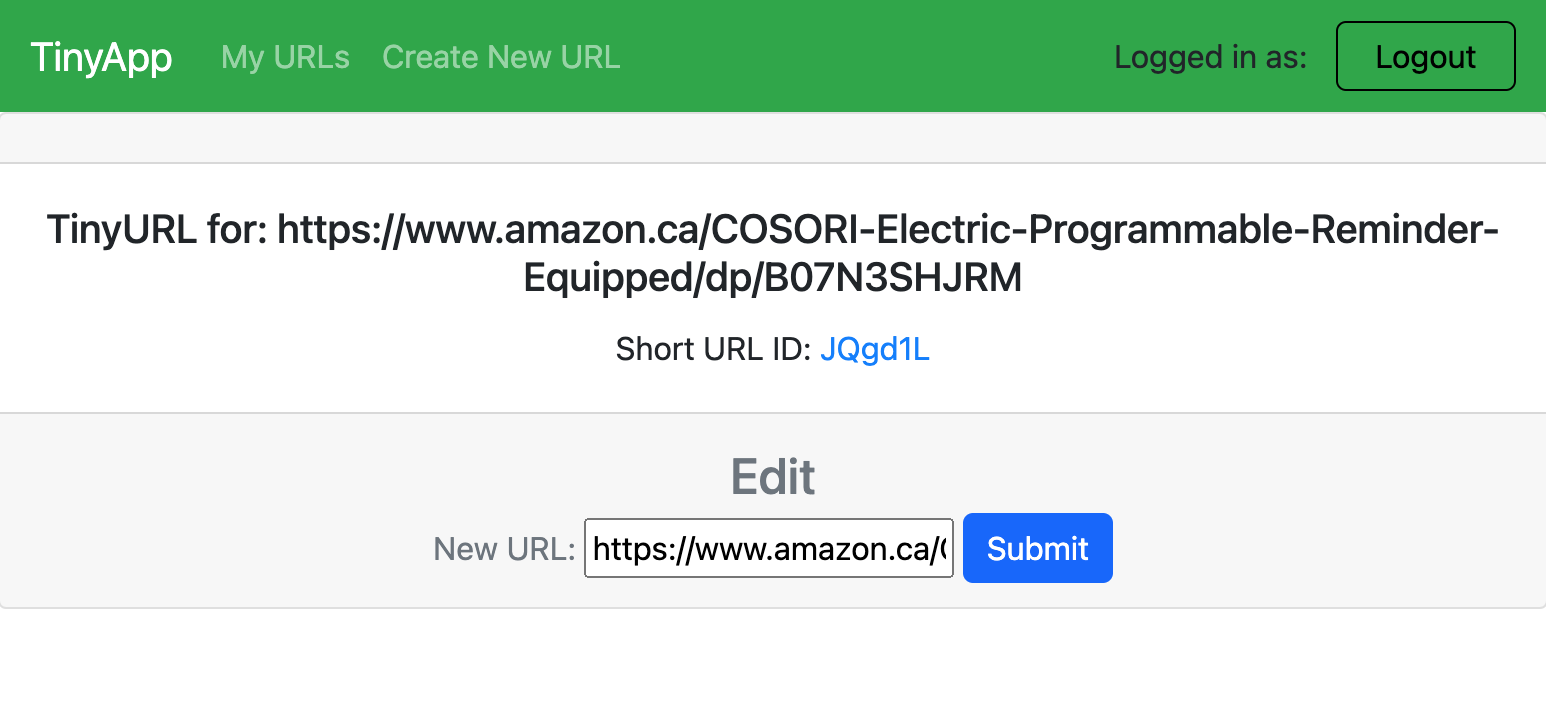 TinyApp My URLs Create New URL Logged in as: Logout
TinyURL for: https://www.amazon.ca/COSORI-Electric-Programmable-Reminder-
Equipped/dp/B07N3SHJRM
Short URL ID: JQgd1L
Edit
New URL: https://www.amazon.ca/ Submit